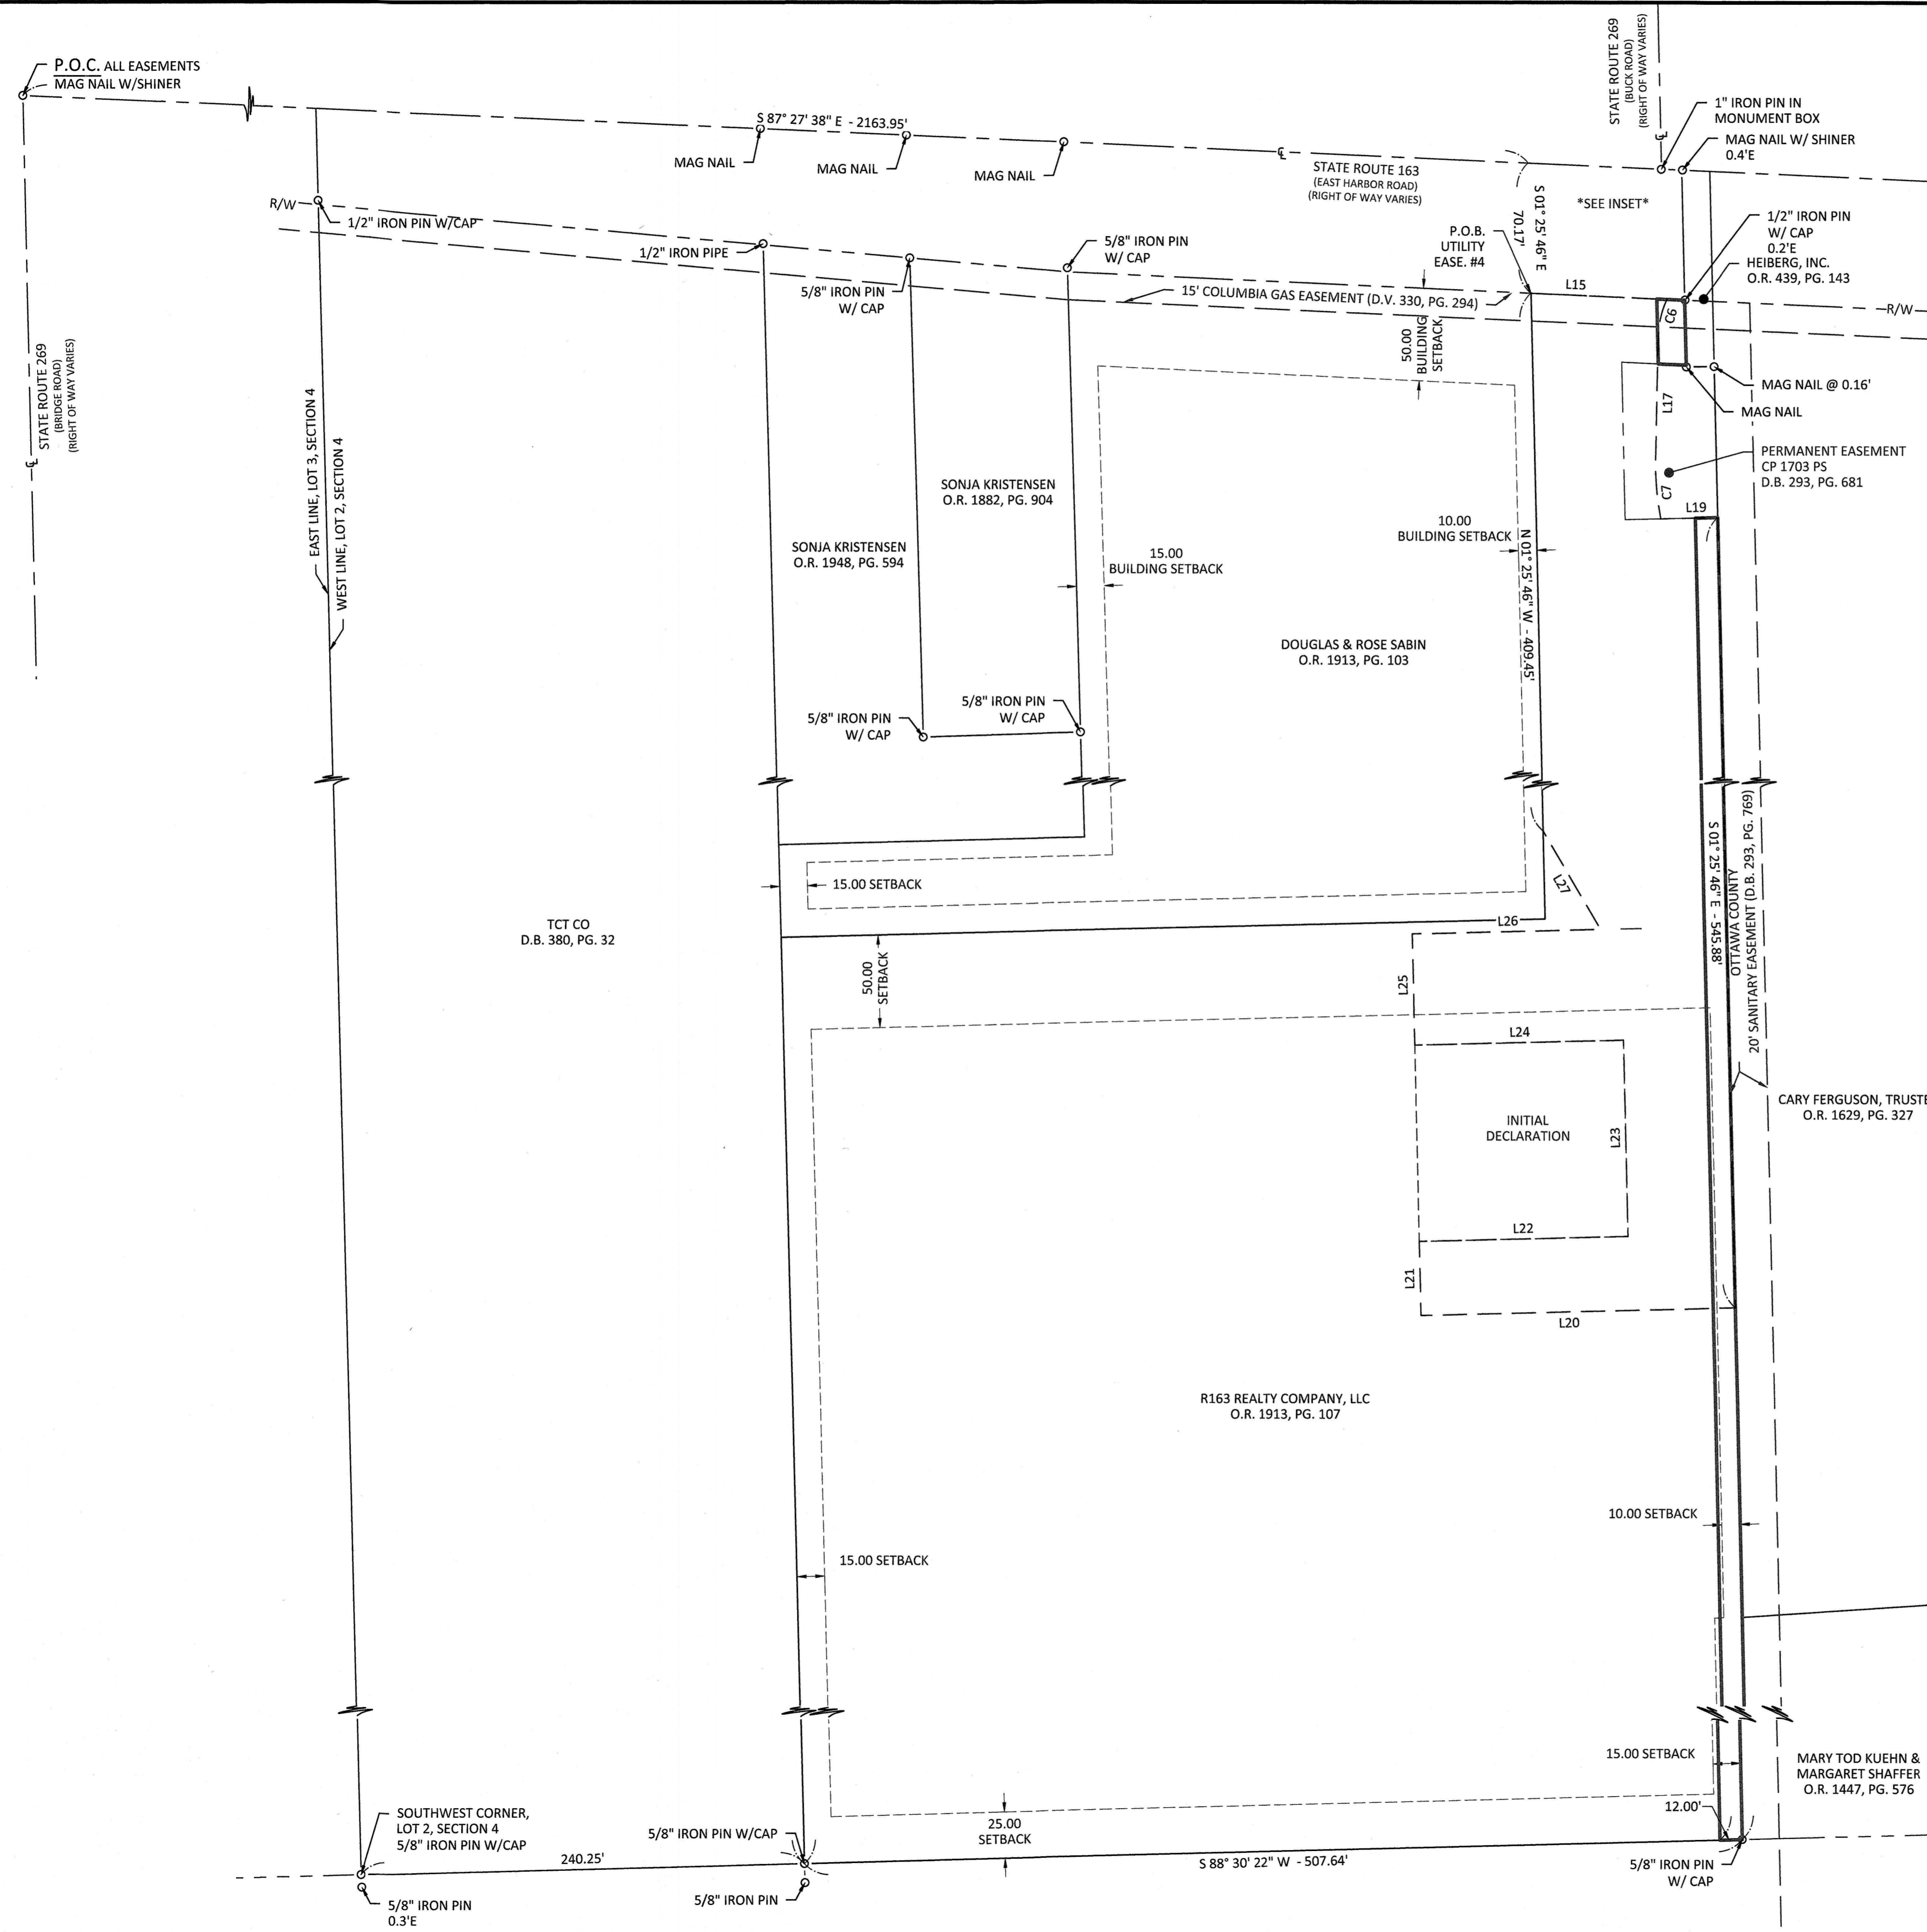 P.O.C. ALL EASEMENTS
MAG NAIL W/SHINER
STATE ROUTE 269
(BUCK ROAD)
(RIGHT OF WAY VARIES)
1" IRON PIN IN
MONUMENT BOX
MAG NAIL W/ SHINER
0.4'E
S 87° 27' 38" E - 2163.95'
MAG NAIL
MAG NAIL
MAG NAIL
STATE ROUTE 163
(EAST HARBOR ROAD)
(RIGHT OF WAY VARIES)
S 01° 25' 46" E
70.17'
*SEE INSET*
R/W
1/2" IRON PIN W/CAP
1/2" IRON PIPE
5/8" IRON PIN
W/ CAP
5/8" IRON PIN
W/ CAP
P.O.B.
UTILITY
EASE. #4
1/2" IRON PIN
W/ CAP
0.2'E
HEIBERG, INC.
O.R. 439, PG. 143
15' COLUMBIA GAS EASEMENT (D.V. 330, PG. 294)
L15
C6
R/W
50.00
BUILDING
SETBACK
MAG NAIL @ 0.16'
MAG NAIL
L17
STATE ROUTE 269
(BRIDGE ROAD)
(RIGHT OF WAY VARIES)
EAST LINE, LOT 3, SECTION 4
WEST LINE, LOT 2, SECTION 4
PERMANENT EASEMENT
CP 1703 PS
D.B. 293, PG. 681
C7
L19
SONJA KRISTENSEN
O.R. 1882, PG. 904
SONJA KRISTENSEN
O.R. 1948, PG. 594
10.00
BUILDING SETBACK
15.00
BUILDING SETBACK
N 01° 25' 46" W - 409.45'
DOUGLAS & ROSE SABIN
O.R. 1913, PG. 103
5/8" IRON PIN
W/ CAP
5/8" IRON PIN
W/ CAP
15.00 SETBACK
L27
L26
S 01° 25' 46" E - 545.88'
OTTAWA COUNTY
20' SANITARY EASEMENT (D.B. 293, PG. 769)
TCT CO
D.B. 380, PG. 32
50.00
SETBACK
L25
L24
INITIAL
DECLARATION
L23
L22
L21
L20
CARY FERGUSON, TRUSTE
O.R. 1629, PG. 327
R163 REALTY COMPANY, LLC
O.R. 1913, PG. 107
10.00 SETBACK
15.00 SETBACK
15.00 SETBACK
MARY TOD KUEHN &
MARGARET SHAFFER
O.R. 1447, PG. 576
12.00'
SOUTHWEST CORNER,
LOT 2, SECTION 4
5/8" IRON PIN W/CAP
5/8" IRON PIN W/CAP
25.00
SETBACK
240.25'
S 88° 30' 22" W - 507.64'
5/8" IRON PIN
W/ CAP
5/8" IRON PIN
0.3'E
5/8" IRON PIN